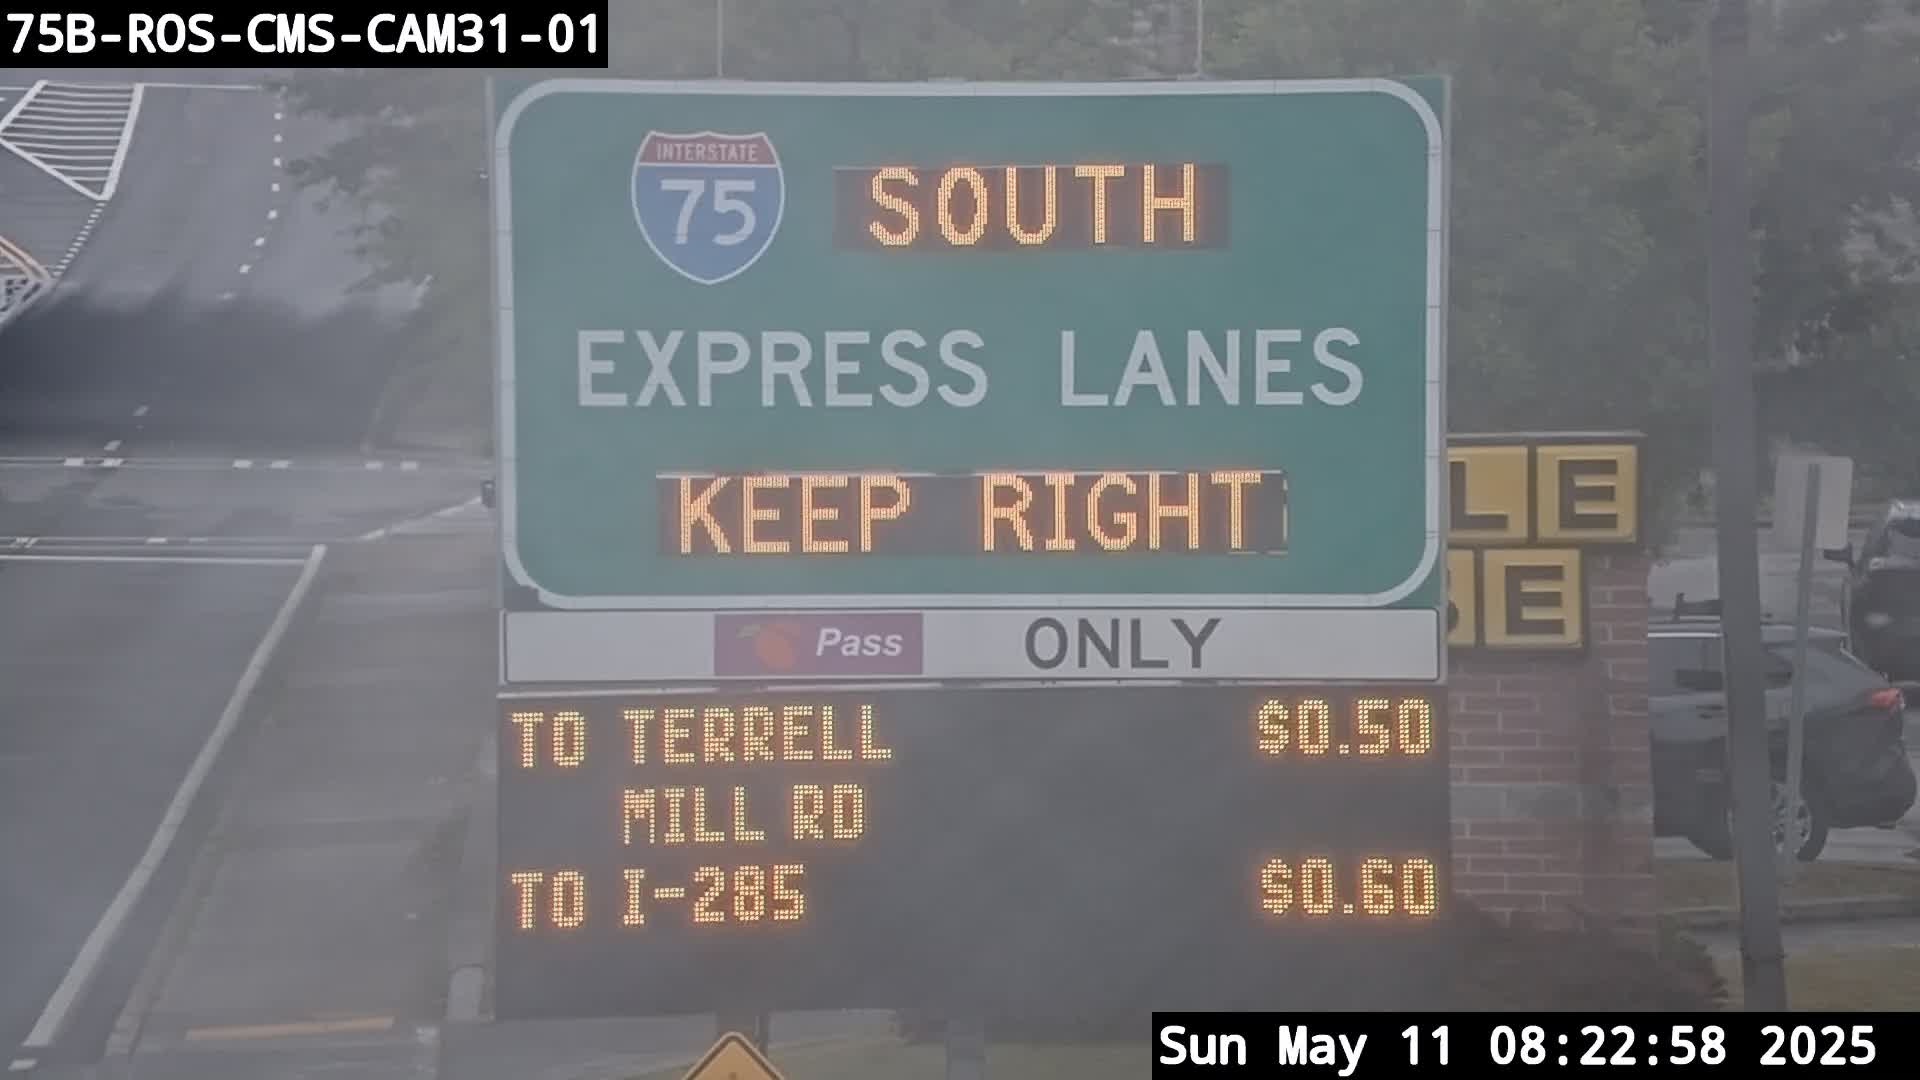 75B-ROS-CMS-CAM31-01
INTERSTATE
75
SOUTH
EXPRESS LANES
KEEP RIGHT
Pass ONLY
TO TERRELL $0.50
MILL RD
TO I-285 $0.60
LE
E
Sun May 11 08:22:58 2025